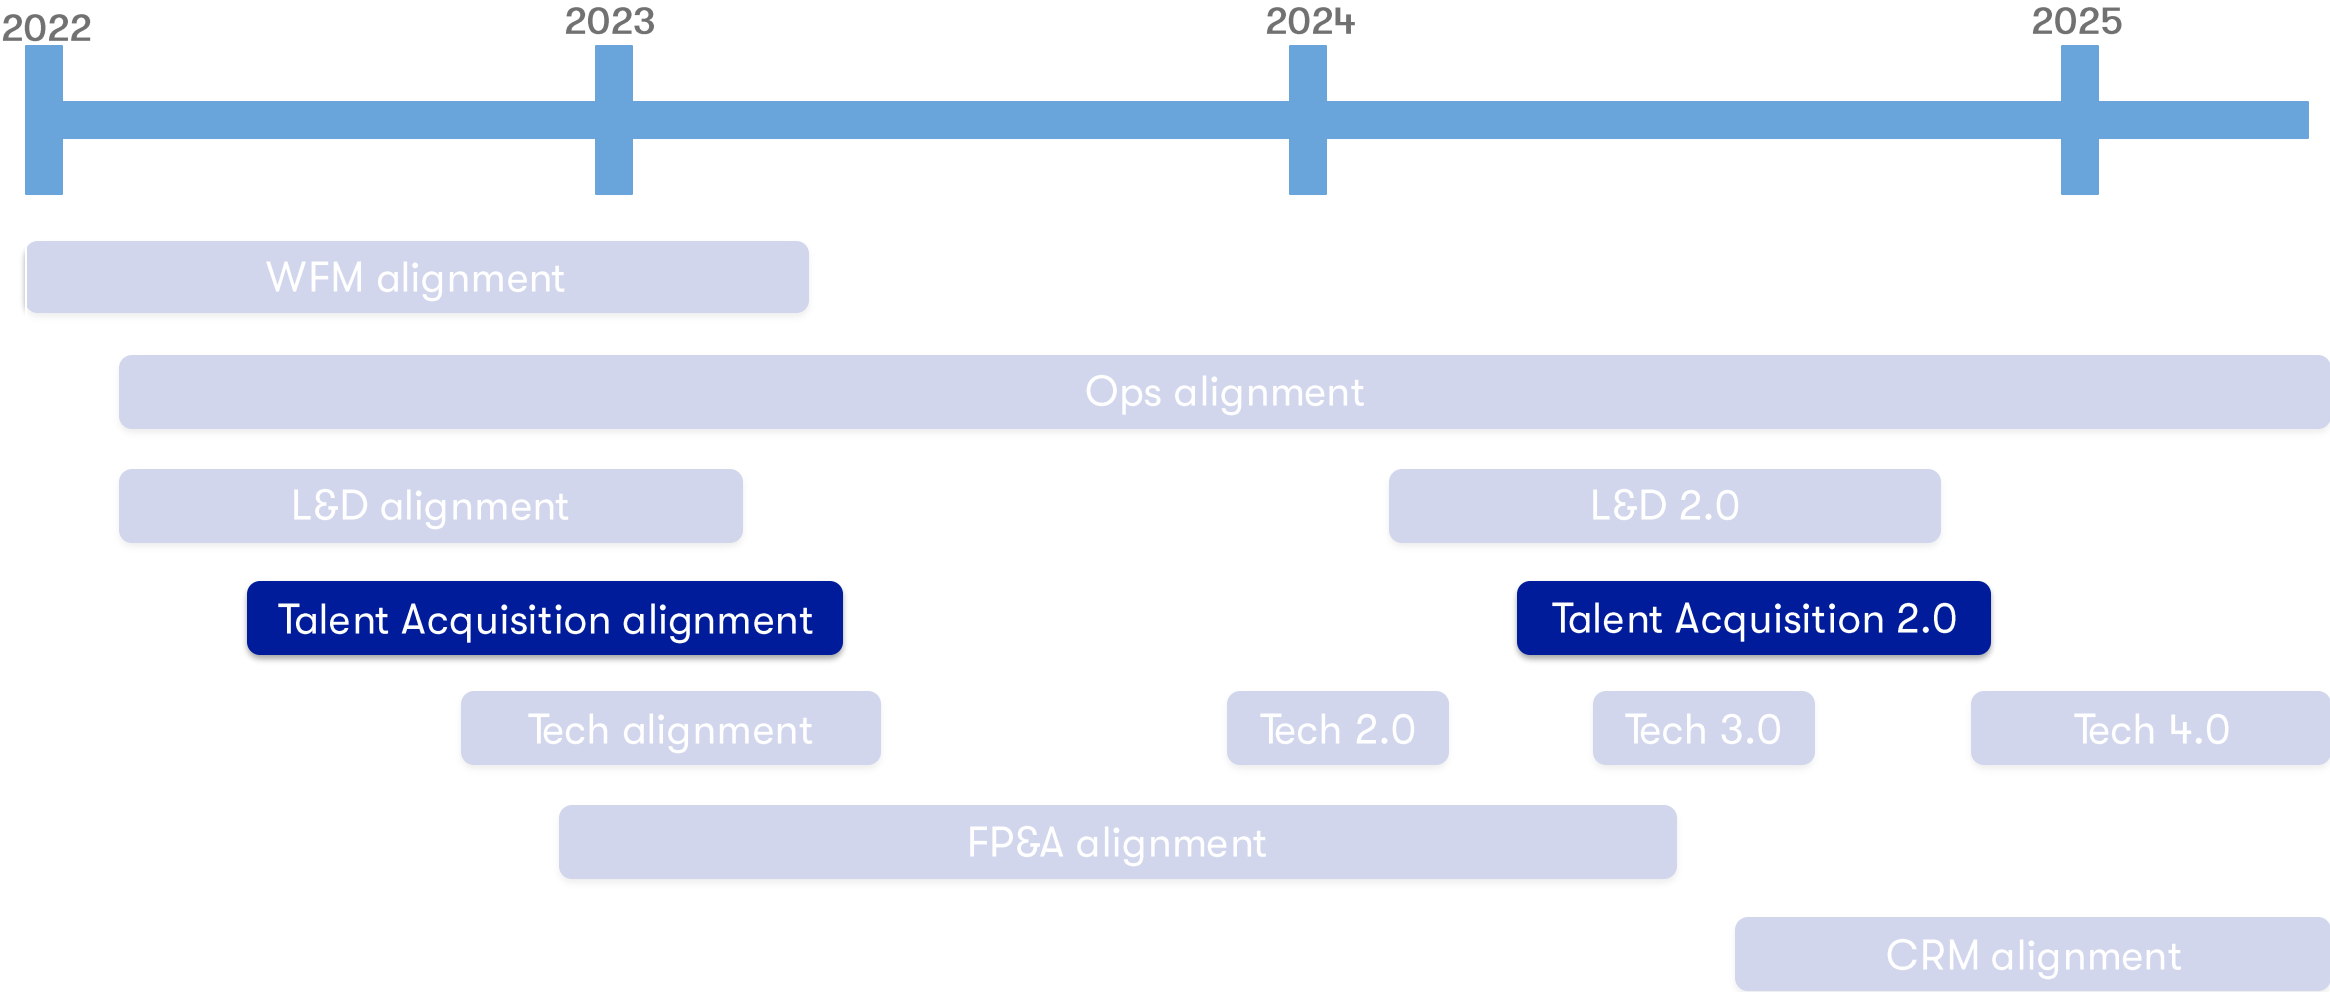 2022
2023
2024
2025
WFM alignment
Ops alignment
L&D alignment
L&D 2.0
Talent Acquisition alignment
Talent Acquisition 2.0
Tech alignment
Tech 2.0
Tech 3.0
Tech 4.0
FP&A alignment
CRM alignment